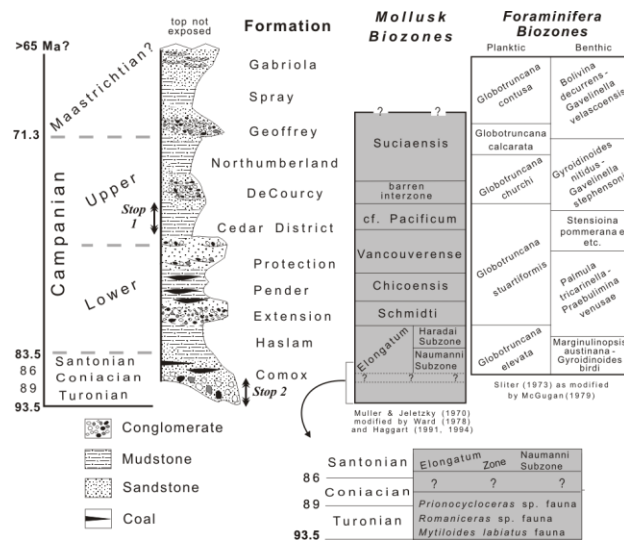 top not
exposed
Formation
Mollusk
Biozones
Foraminifera
Biozones
Planktic
Benthic
>65 Ma?
71.3
83.5
86
89
93.5
Maastrichtian?
Campanian
Upper
Lower
Santonian
Coniacian
Turonian
Stop
1
Stop 2
Gabriola
Spray
Geoffrey
Northumberland
DeCourcy
Cedar District
Protection
Pender
Extension
Haslam
Comox
? ?
Suciaensis
barren
interzone
cf. Pacificum
Vancouverense
Chicoensis
Schmidti
Elongatum
Haradai
Subzone
Naumanni
Subzone
? ? ?
Globotruncana
contusa
Globotruncana
calcarata
Globotruncana
churchi
Globotruncana
stuartiformis
Globotruncana
elevata
Bolivina
decurrens-
Gavelinella
velascoensis
Gyroidinoides
nitidus -
Gavelinella
stephensoni
Stensioina
pommerana e
etc.
Palmula
tricarinella-
Praebulimina
venusae
Marginulinopsis
austinana-
Gyroidinoides
birdi
Muller & Jeletzky (1970)
modified by Ward (1978)
and Haggart (1991, 1994)
Sliter (1973) as modified
by McGugan (1979)
Conglomerate
Mudstone
Sandstone
Coal
Santonian
86
Coniacian
89
Turonian
93.5
Elongatum Zone Naumanni
Subzone
? ? ?
Prionocycloceras sp. fauna
Romaniceras sp. fauna
Mytiloides labiatus fauna